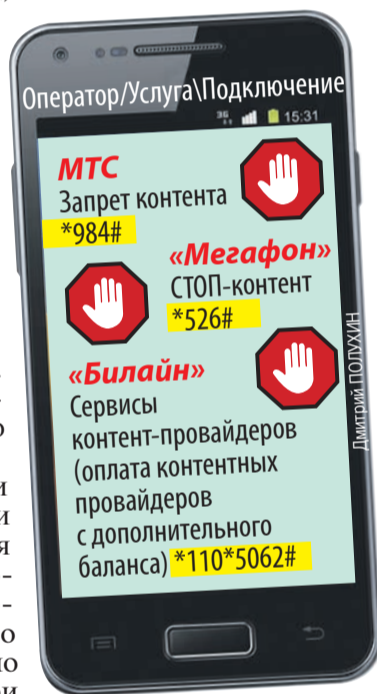 Оператор/Услуга\Подключение
3G 15:31
МТС
Запрет контента
*984#
«Мегафон»
СТОП-контент
*526#
«Билайн»
Сервисы
контент-провайдеров
(оплата контентных
провайдеров
с дополнительного
баланса) *110*5062#
Дмитрий ПОЛУХИН